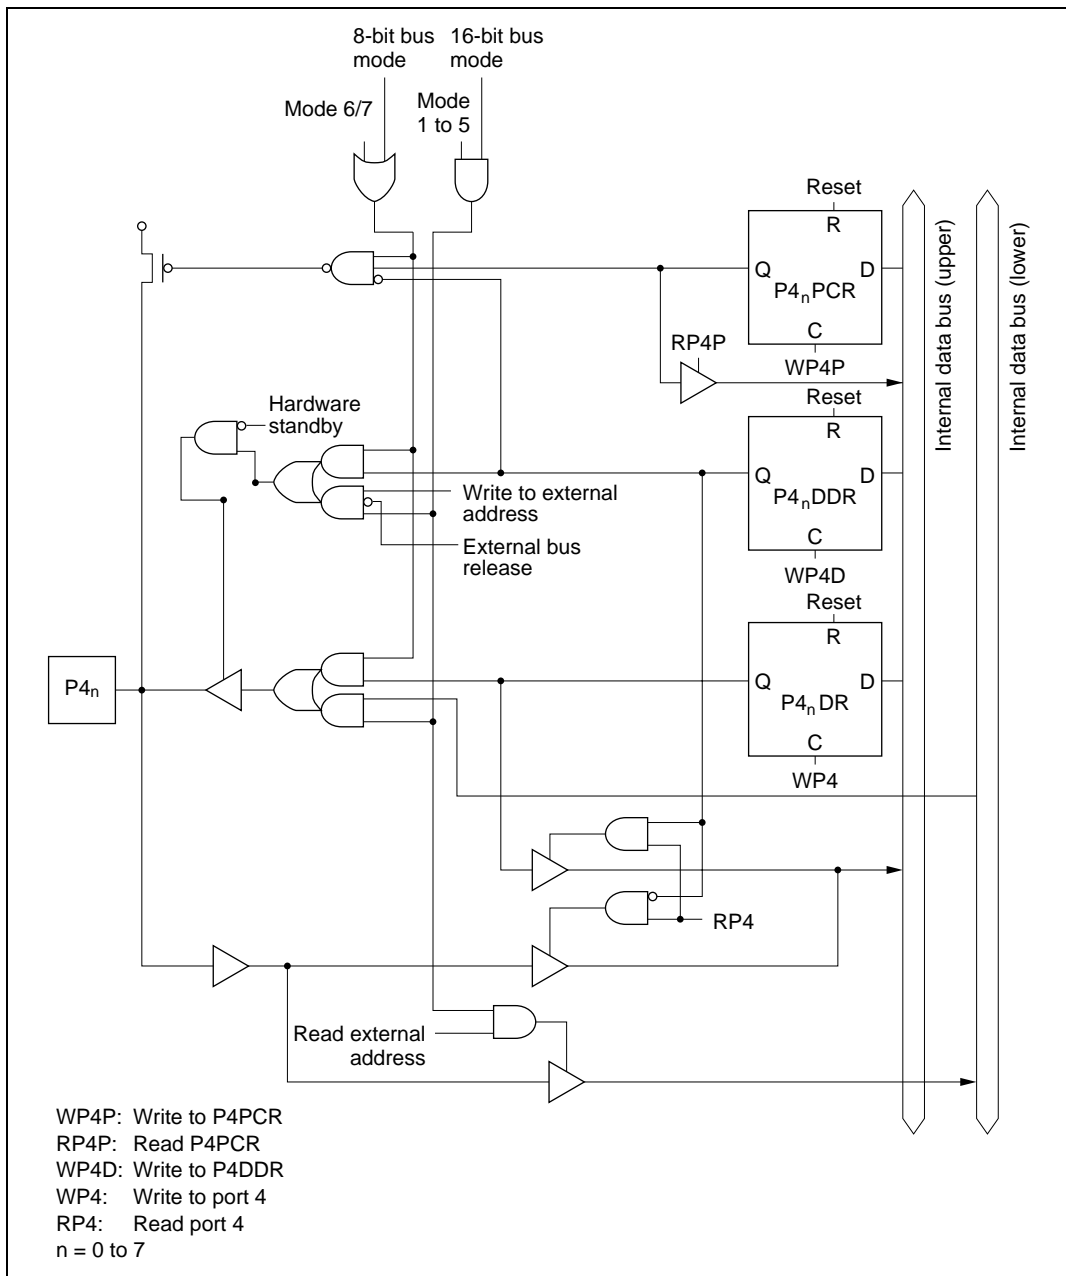 8-bit bus
mode
16-bit bus
mode
Mode 6/7
Mode
1 to 5
Reset
R
Q
D
P4nPCR
C
WP4P
RP4P
Internal data bus (upper)
Internal data bus (lower)
Hardware
standby
Reset
R
Q
D
P4nDDR
C
WP4D
Write to external
address
External bus
release
Reset
R
Q
D
P4nDR
C
WP4
P4n
RP4
Read external
address
WP4P: Write to P4PCR
RP4P: Read P4PCR
WP4D: Write to P4DDR
WP4: Write to port 4
RP4: Read port 4
n = 0 to 7